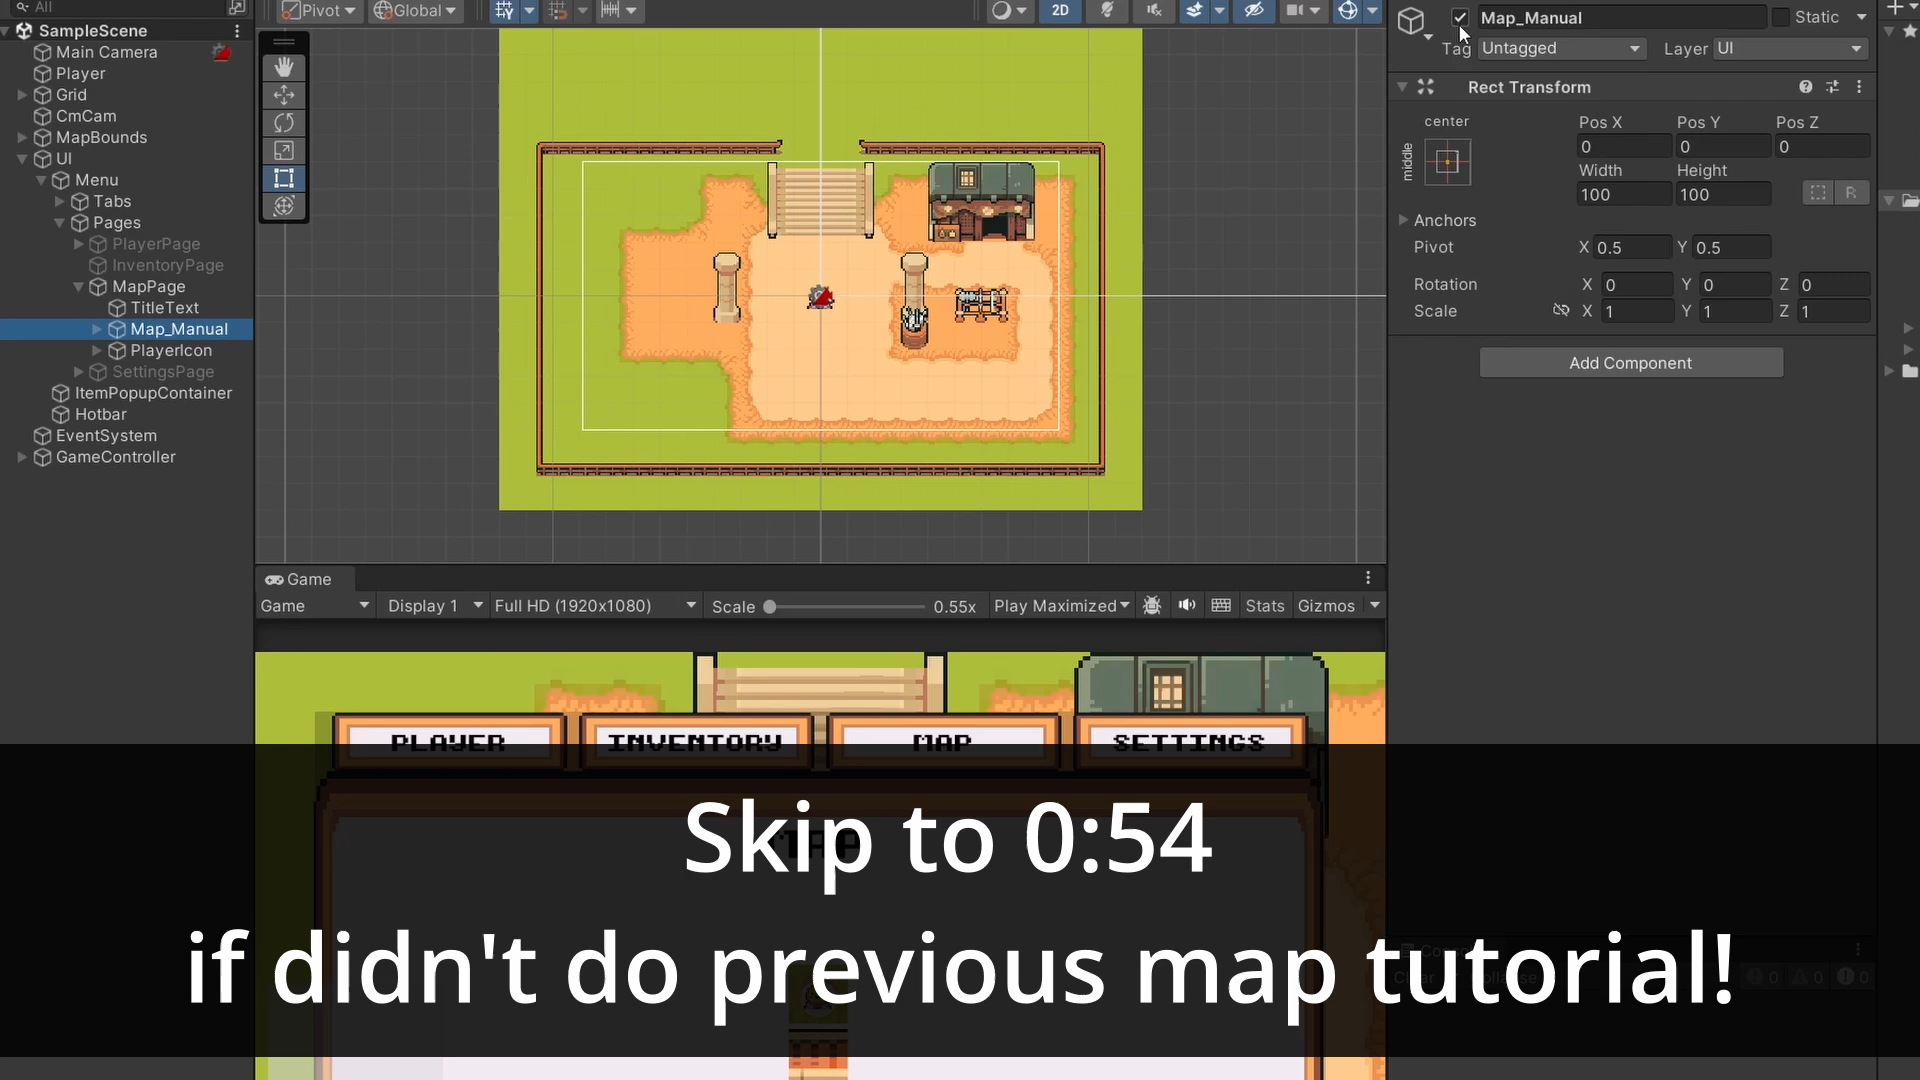 All
Pivot
Global
2D
SampleScene
Main Camera
Player
Grid
CmCam
MapBounds
UI
Menu
Tabs
Pages
PlayerPage
InventoryPage
MapPage
TitleText
Map_Manual
PlayerIcon
SettingsPage
ItemPopupContainer
Hotbar
EventSystem
GameController
Map_Manual
Static
Tag Untagged
Layer UI
Rect Transform
center
middle
Pos X Pos Y Pos Z
0 0 0
Width Height
100 100
R
Anchors
Pivot X 0.5 Y 0.5
Rotation X 0 Y 0 Z 0
Scale X 1 Y 1 Z 1
Add Component
Game
Game Display 1 Full HD (1920x1080) Scale 0.55x Play Maximized Stats Gizmos
PLAYER INVENTORY MAP SETTINGS
Skip to 0:54
if didn't do previous map tutorial!
0 0 0